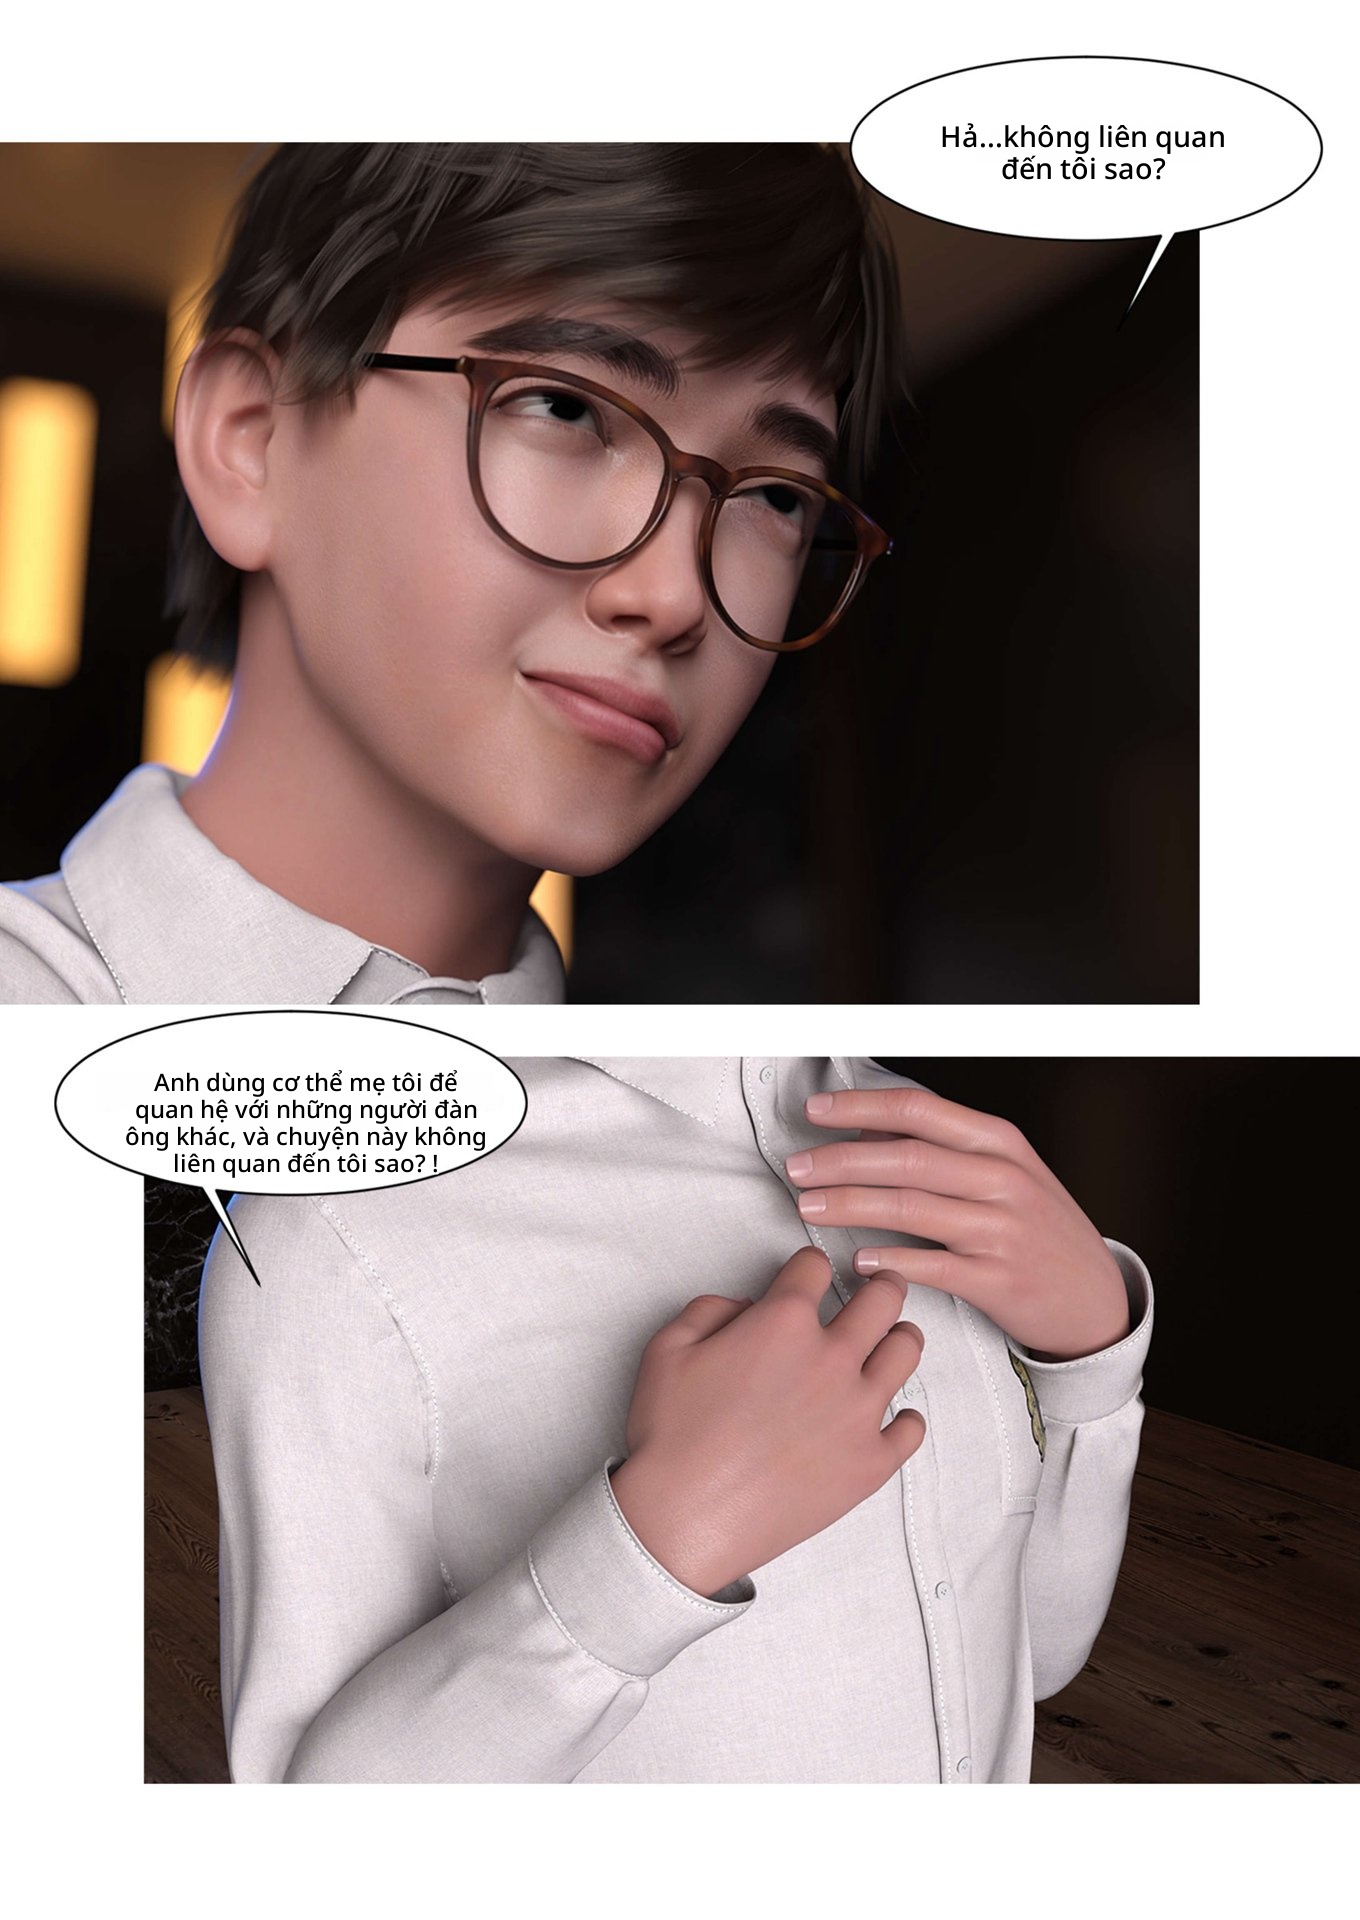 Hả...không liên quan
đến tôi sao?
Anh dùng cơ thể mẹ tôi để
quan hệ với những người đàn
ông khác, và chuyện này không
liên quan đến tôi sao? !